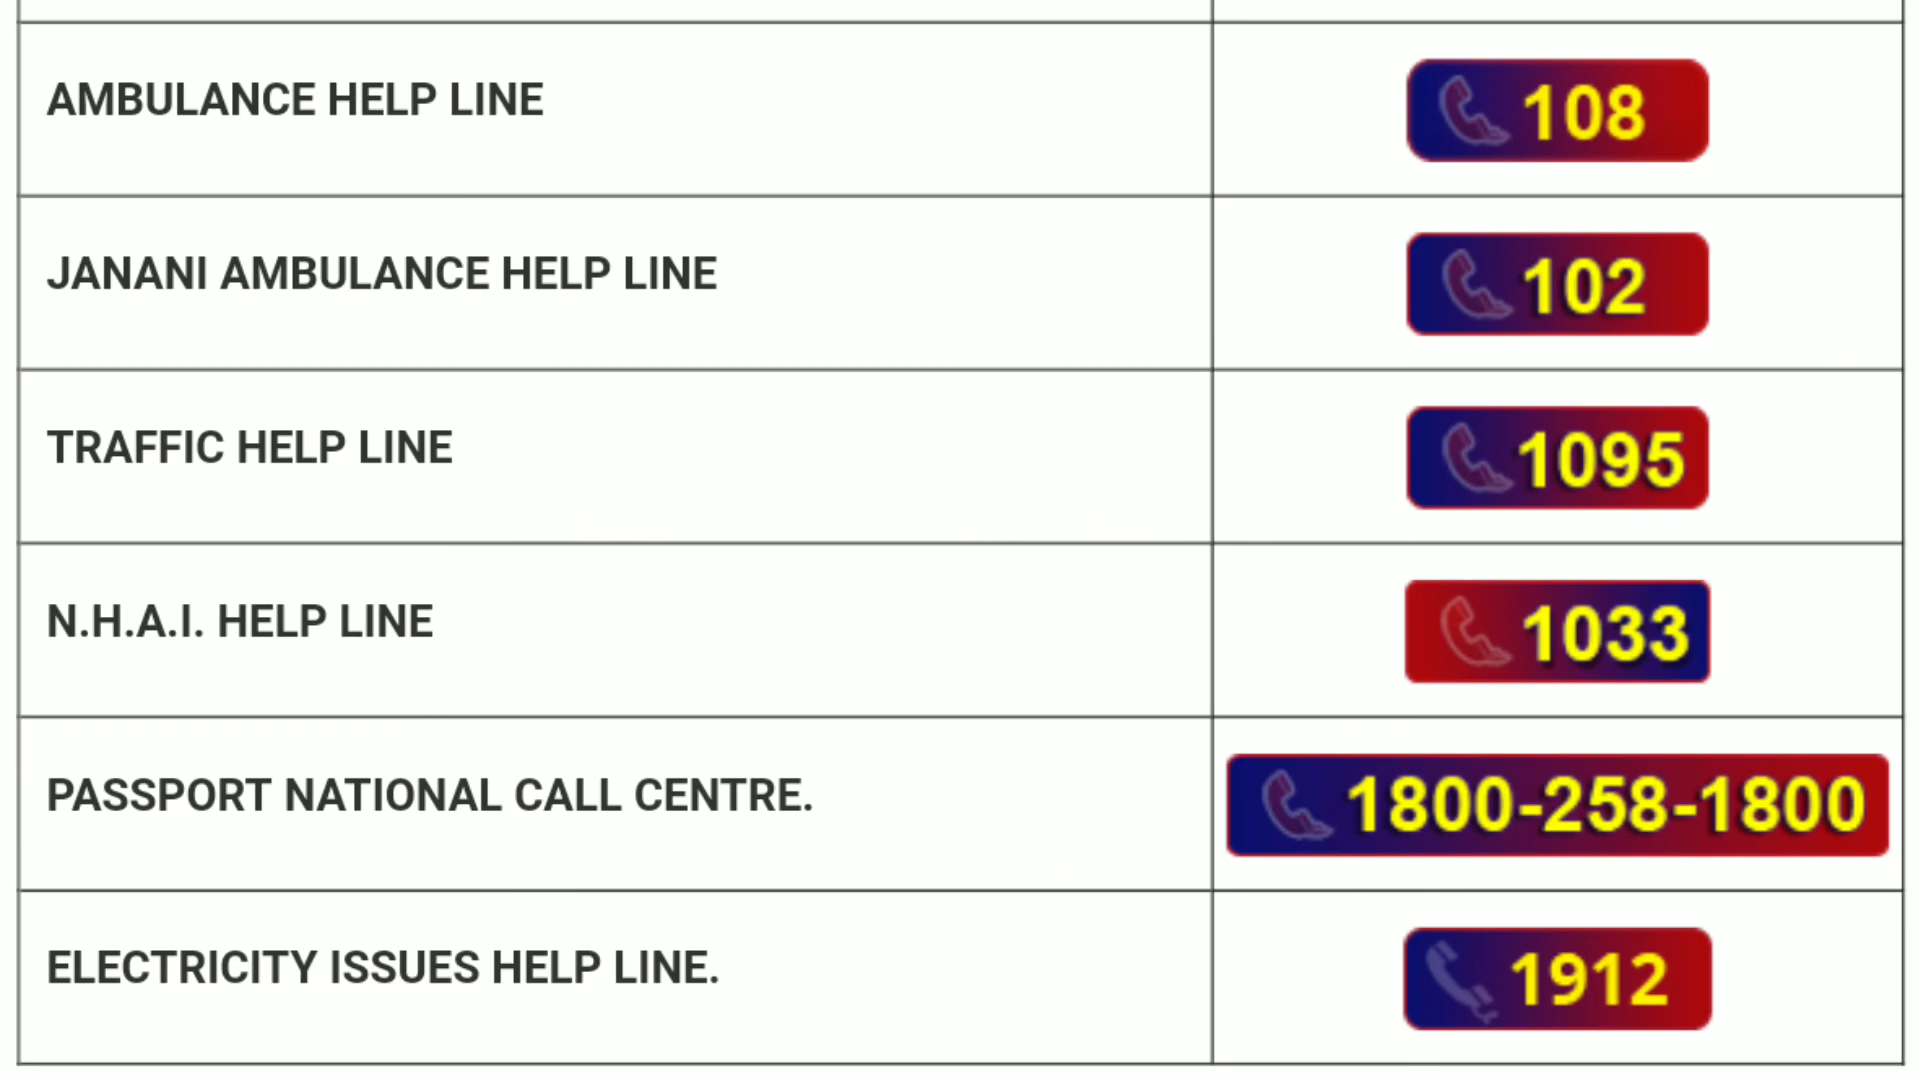 AMBULANCE HELP LINE 108
JANANI AMBULANCE HELP LINE 102
TRAFFIC HELP LINE 1095
N.H.A.I. HELP LINE 1033
PASSPORT NATIONAL CALL CENTRE. 1800-258-1800
ELECTRICITY ISSUES HELP LINE. 1912